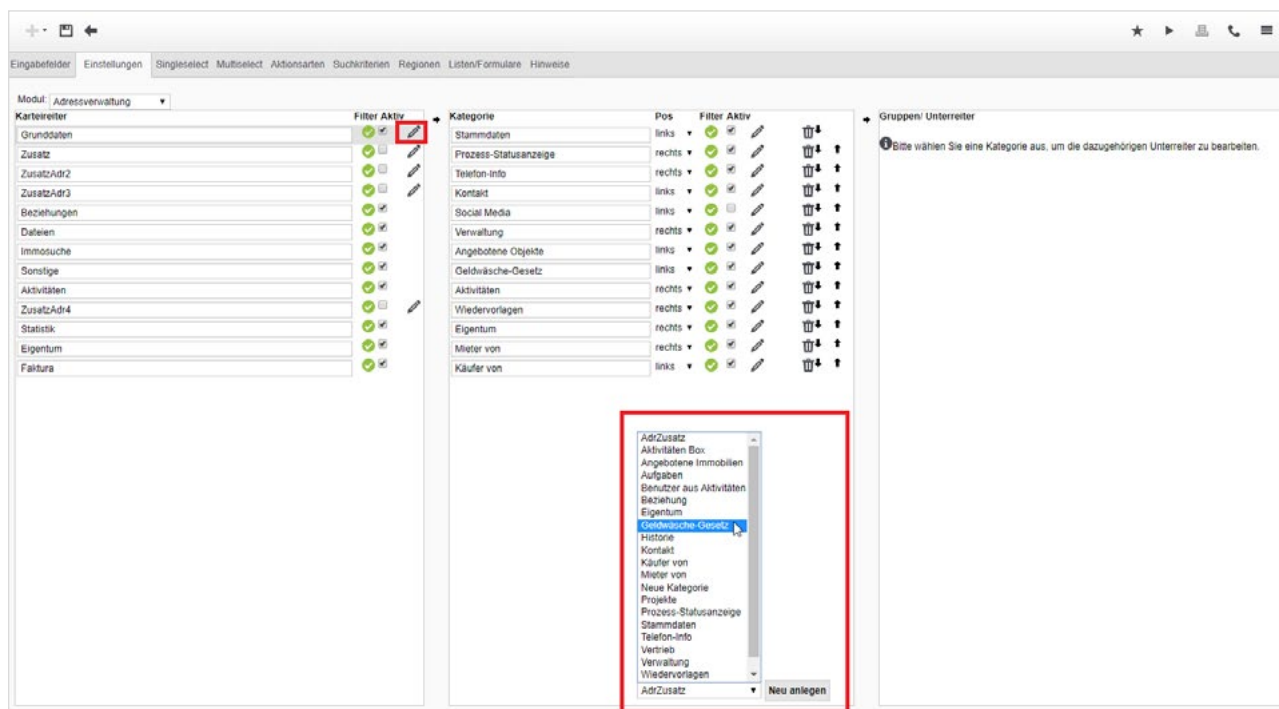 Eingabefelder Einstellungen Singleselect Multiselect Aktionsarten Suchkriterien Regionen Listen/Formulare Hinweise
Modul: Adressverwaltung
Karteireiter Filter Aktiv
Grunddaten
Zusatz
ZusatzAdr2
ZusatzAdr3
Beziehungen
Dateien
Immosuche
Sonstige
Aktivitäten
ZusatzAdr4
Statistik
Eigentum
Faktura
Kategorie Pos Filter Aktiv
Stammdaten links
Prozess-Statusanzeige rechts
Telefon-Info rechts
Kontakt links
Social Media links
Verwaltung rechts
Angebotene Objekte links
Geldwäsche-Gesetz links
Aktivitäten rechts
Wiedervorlagen rechts
Eigentum rechts
Mieter von rechts
Käufer von links
AdrZusatz
Aktivitäten Box
Angebotene Immobilien
Aufgaben
Benutzer aus Aktivitäten
Beziehung
Eigentum
Geldwäsche-Gesetz
Historie
Kontakt
Käufer von
Mieter von
Neue Kategorie
Projekte
Prozess-Statusanzeige
Stammdaten
Telefon-Info
Vertrieb
Verwaltung
Wiedervorlagen
AdrZusatz Neu anlegen
Gruppen/ Unterreiter
Bitte wählen Sie eine Kategorie aus, um die dazugehörigen Unterreiter zu bearbeiten.